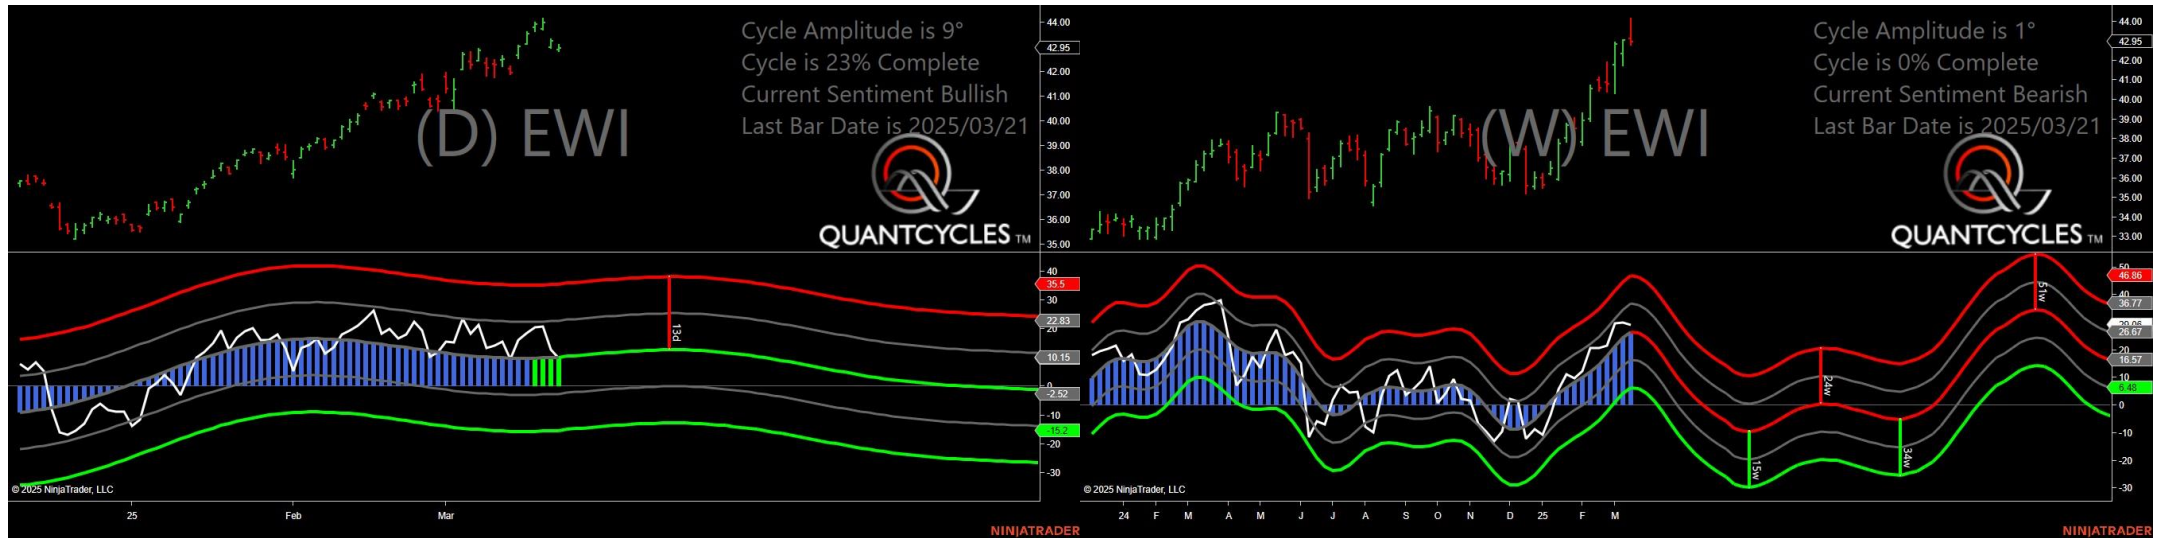 Cycle Amplitude is 9°
Cycle is 23% Complete
Current Sentiment Bullish
Last Bar Date is 2025/03/21
(D) EWI
QUANTCYCLES TM
44.00
42.95
42.00
41.00
40.00
39.00
38.00
37.00
36.00
35.00
40
35.5
30
22.83
20
10.15
0
-2.52
-10
-15.2
-20
-30
13d
© 2025 NinjaTrader, LLC
25 Feb Mar
NINJATRADER
Cycle Amplitude is 1°
Cycle is 0% Complete
Current Sentiment Bearish
Last Bar Date is 2025/03/21
(W) EWI
QUANTCYCLES TM
44.00
42.95
42.00
41.00
40.00
39.00
38.00
37.00
36.00
35.00
34.00
33.00
50
46.86
40
36.77
26.67
20
16.57
10
6.48
0
-10
-20
-30
15w
24w
34w
51w
© 2025 NinjaTrader, LLC
24 F M A M J J A S O N D 25 F M
NINJATRADER